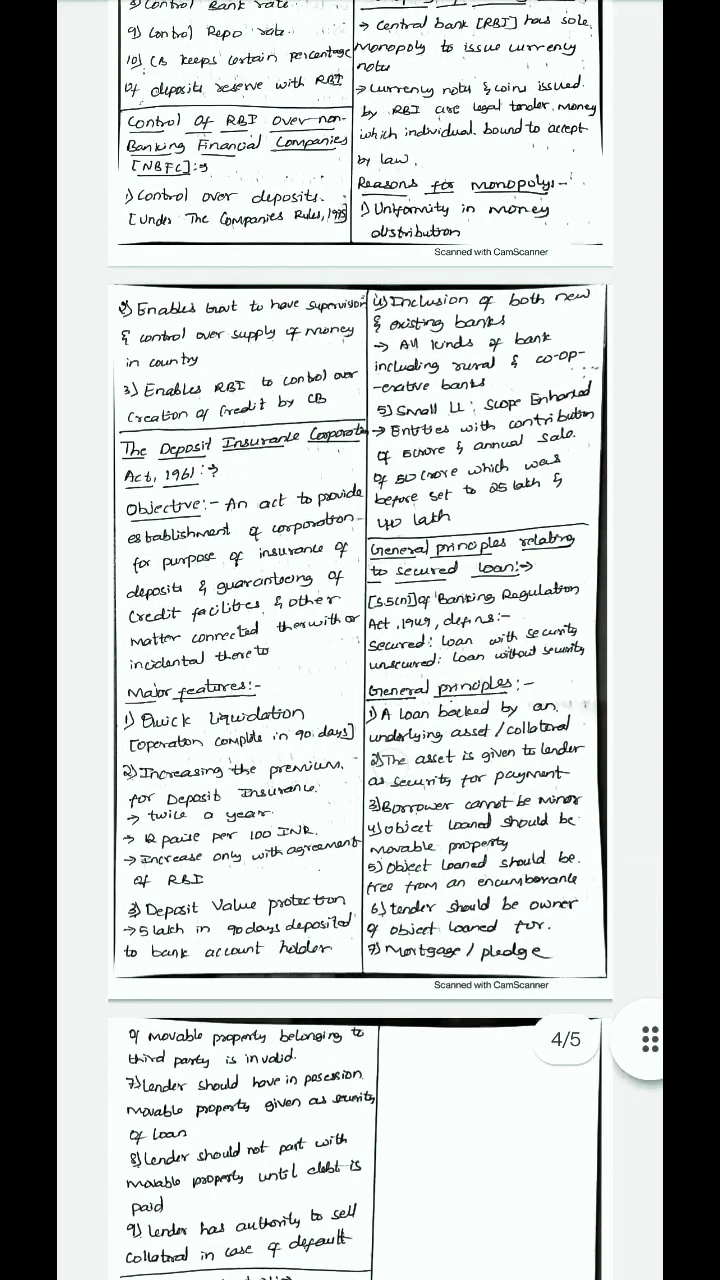 8) Control Bank rate
9) Control Repo rate.
10) CB keeps certain percentage
of deposits reserve with RBI
Control Of RBI Over non-
Banking Financial Companies
[NBFC]:→
1) Control over deposits.
[Under The Companies Rules, 1975]
→ Central bank [RBI] has sole
monopoly to issue currency
notes
→ Currency notes & coins issued
by RBI are legal tender money
which individual bound to accept
by law.
Reasons for Monopoly:-
1) Uniformity in money
distribution
Scanned with CamScanner
2) Enables Govt to have supervision
& control over supply of money
in country
3) Enables RBI to control over
Creation of Credit by CB
The Deposit Insurance Corporation
Act, 1961:→
Objective:- An act to provide
establishment of corporation
for purpose of insurance of
deposits & guaranteeing of
Credit facilities & other
matter connected therwith or
incidental thereto
Major features:-
1) Quick liquidation
[operation complete in 90 days]
2) Increasing the premium
for Deposit Insurance.
→ twice a year.
→ 12 paise per 100 INR.
→ Increase only with agreement
of RBI
3) Deposit Value protection
→ 5 lakh in 90 days deposited
to bank account holder
4) Inclusion of both new
& existing banks
→ All kinds of bank
including rural & co-op-
-erative banks
5) Small LL: Scope Enhanced
→ Entities with contribution
of 5 crore & annual sale
of 50 crore which was
before set to 25 lakh &
40 lakh
General principles relating
to secured loan:→
[S.5(n)] of Banking Regulation
Act, 1949, defns:-
Secured: loan with security
unsecured: loan without security
General principles:-
1) A loan backed by an
underlying asset/collateral
2) The asset is given to lender
as security for payment
3) Borrower cannot be minor
4) Object loaned should be
movable property
5) Object loaned should be
free from an encumbrance
6) Lender should be owner
of object loaned for.
7) Mortgage / pledge
Scanned with CamScanner
of movable property belonging to
third party is invalid.
7) Lender should have in posession
movable property given as security
of loan
8) Lender should not part with
movable property until debt is
paid
9) Lender has authority to sell
Collateral in case of default
4/5